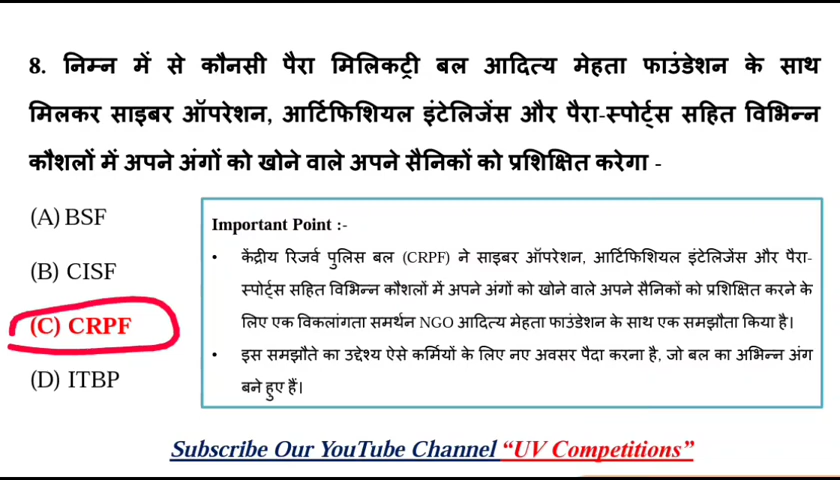 8. निम्न में से कौनसी पैरा मिलिकट्री बल आदित्य मेहता फाउंडेशन के साथ
मिलकर साइबर ऑपरेशन, आर्टिफिशियल इंटेलिजेंस और पैरा-स्पोर्ट्स सहित विभिन्न
कौशलों में अपने अंगों को खोने वाले अपने सैनिकों को प्रशिक्षित करेगा -
(A) BSF
(B) CISF
(C) CRPF
(D) ITBP
Important Point :-
• केंद्रीय रिजर्व पुलिस बल (CRPF) ने साइबर ऑपरेशन, आर्टिफिशियल इंटेलिजेंस और पैरा-
स्पोर्ट्स सहित विभिन्न कौशलों में अपने अंगों को खोने वाले अपने सैनिकों को प्रशिक्षित करने के
लिए एक विकलांगता समर्थन NGO आदित्य मेहता फाउंडेशन के साथ एक समझौता किया है।
• इस समझौते का उद्देश्य ऐसे कर्मियों के लिए नए अवसर पैदा करना है, जो बल का अभिन्न अंग
बने हुए हैं।
Subscribe Our YouTube Channel “UV Competitions”